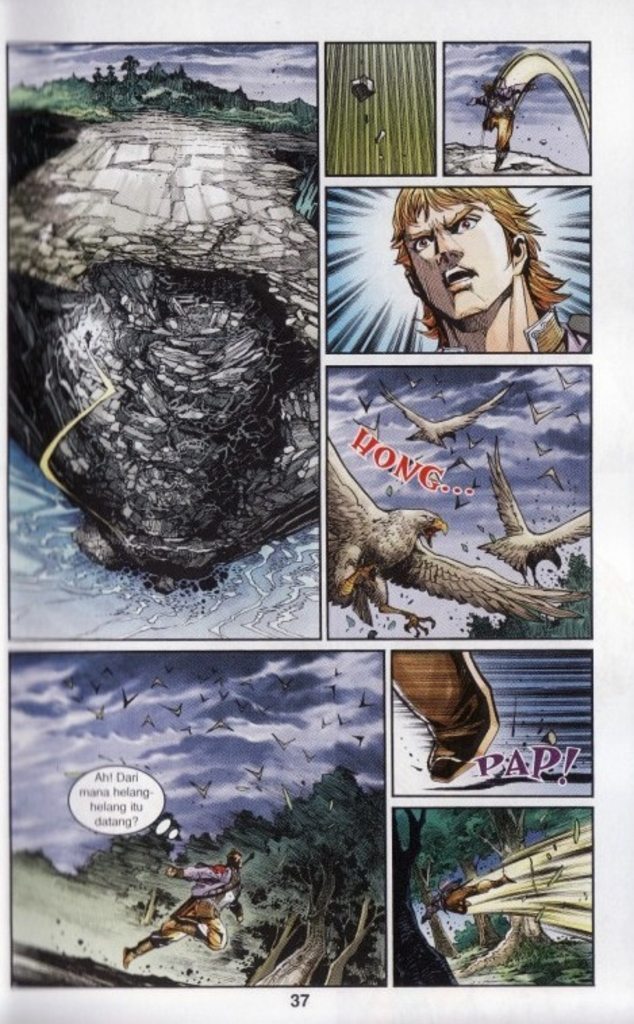 HONG...
Ah! Dari
mana helang-
helang itu
datang?
PAP!
37